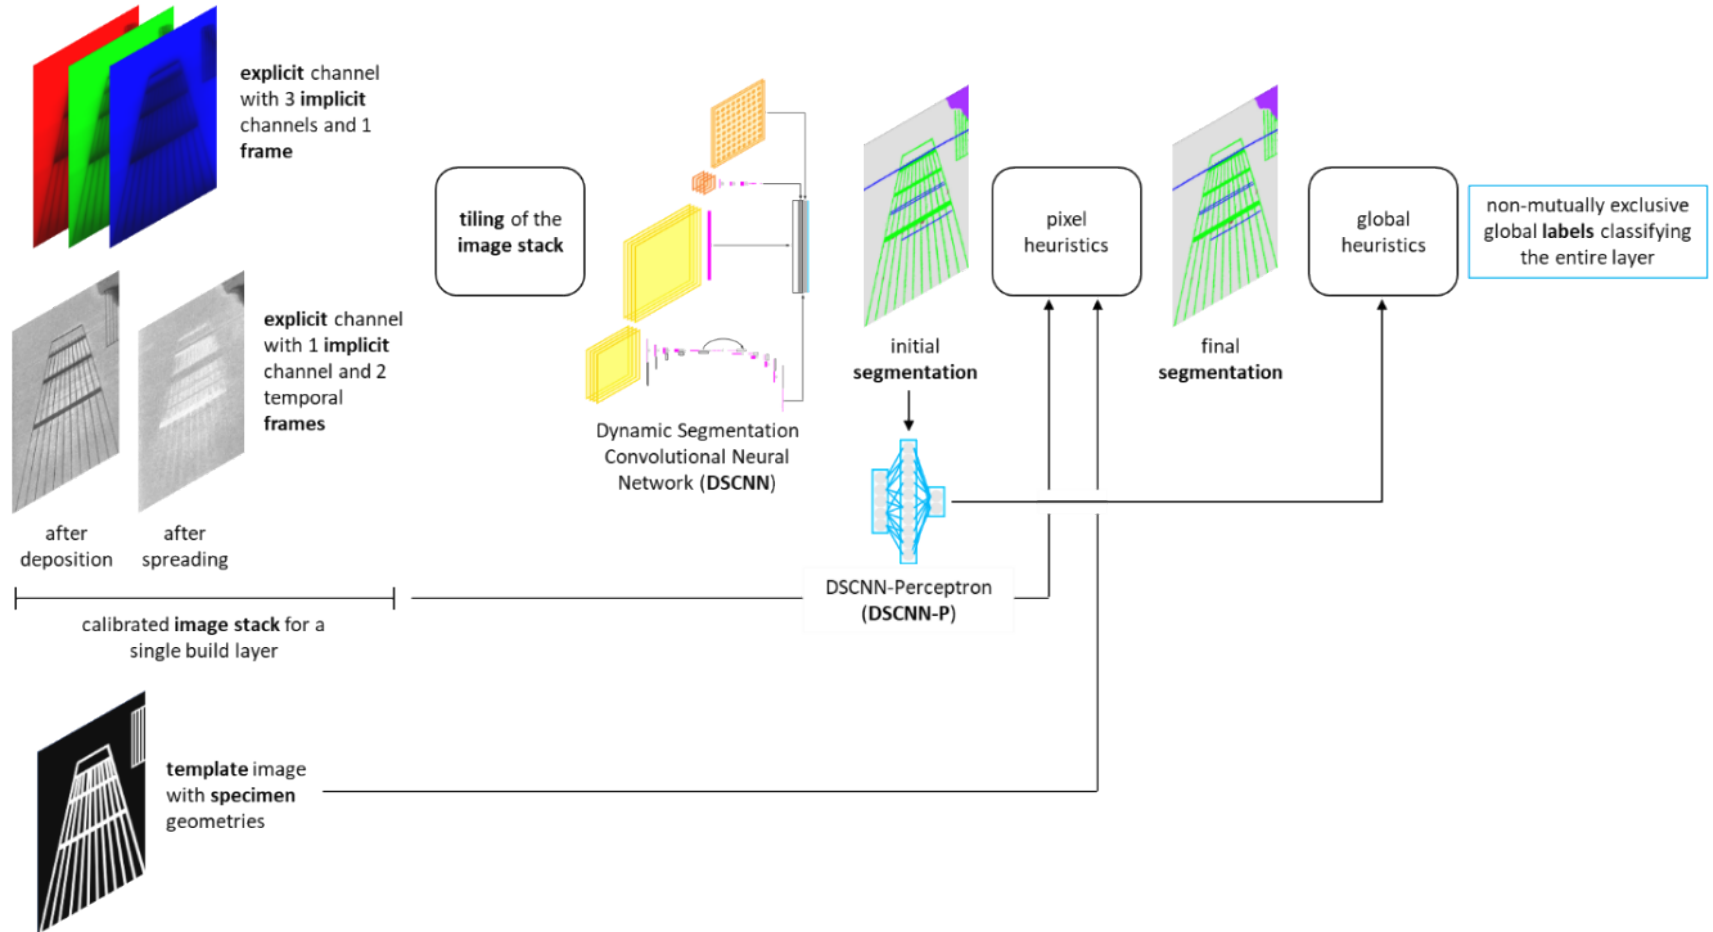 explicit channel
with 3 implicit
channels and 1
frame
explicit channel
with 1 implicit
channel and 2
temporal
frames
after
deposition
after
spreading
calibrated image stack for a
single build layer
template image
with specimen
geometries
tiling of the
image stack
Dynamic Segmentation
Convolutional Neural
Network (DSCNN)
initial
segmentation
DSCNN-Perceptron
(DSCNN-P)
pixel
heuristics
final
segmentation
global
heuristics
non-mutually exclusive
global labels classifying
the entire layer